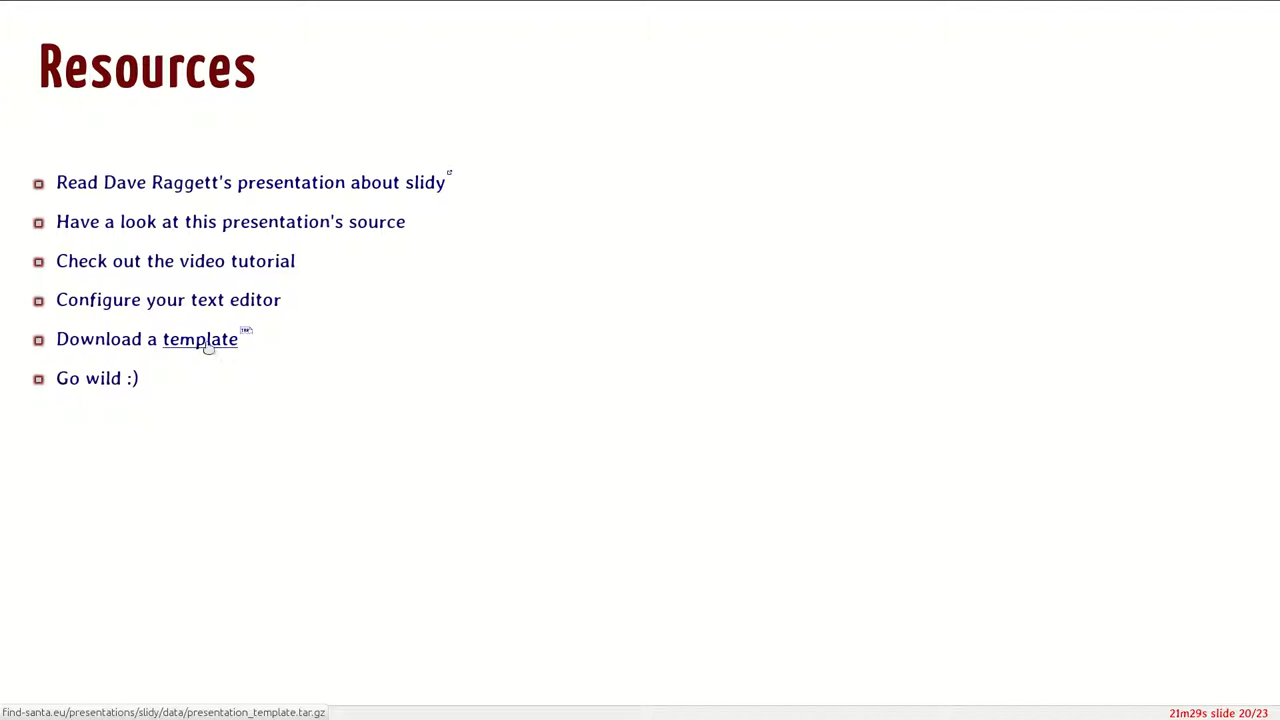 Resources
Read Dave Raggett's presentation about slidy
Have a look at this presentation's source
Check out the video tutorial
Configure your text editor
Download a template
Go wild :)
find-santa.eu/presentations/slidy/data/presentation_template.tar.gz
21m29s slide 20/23